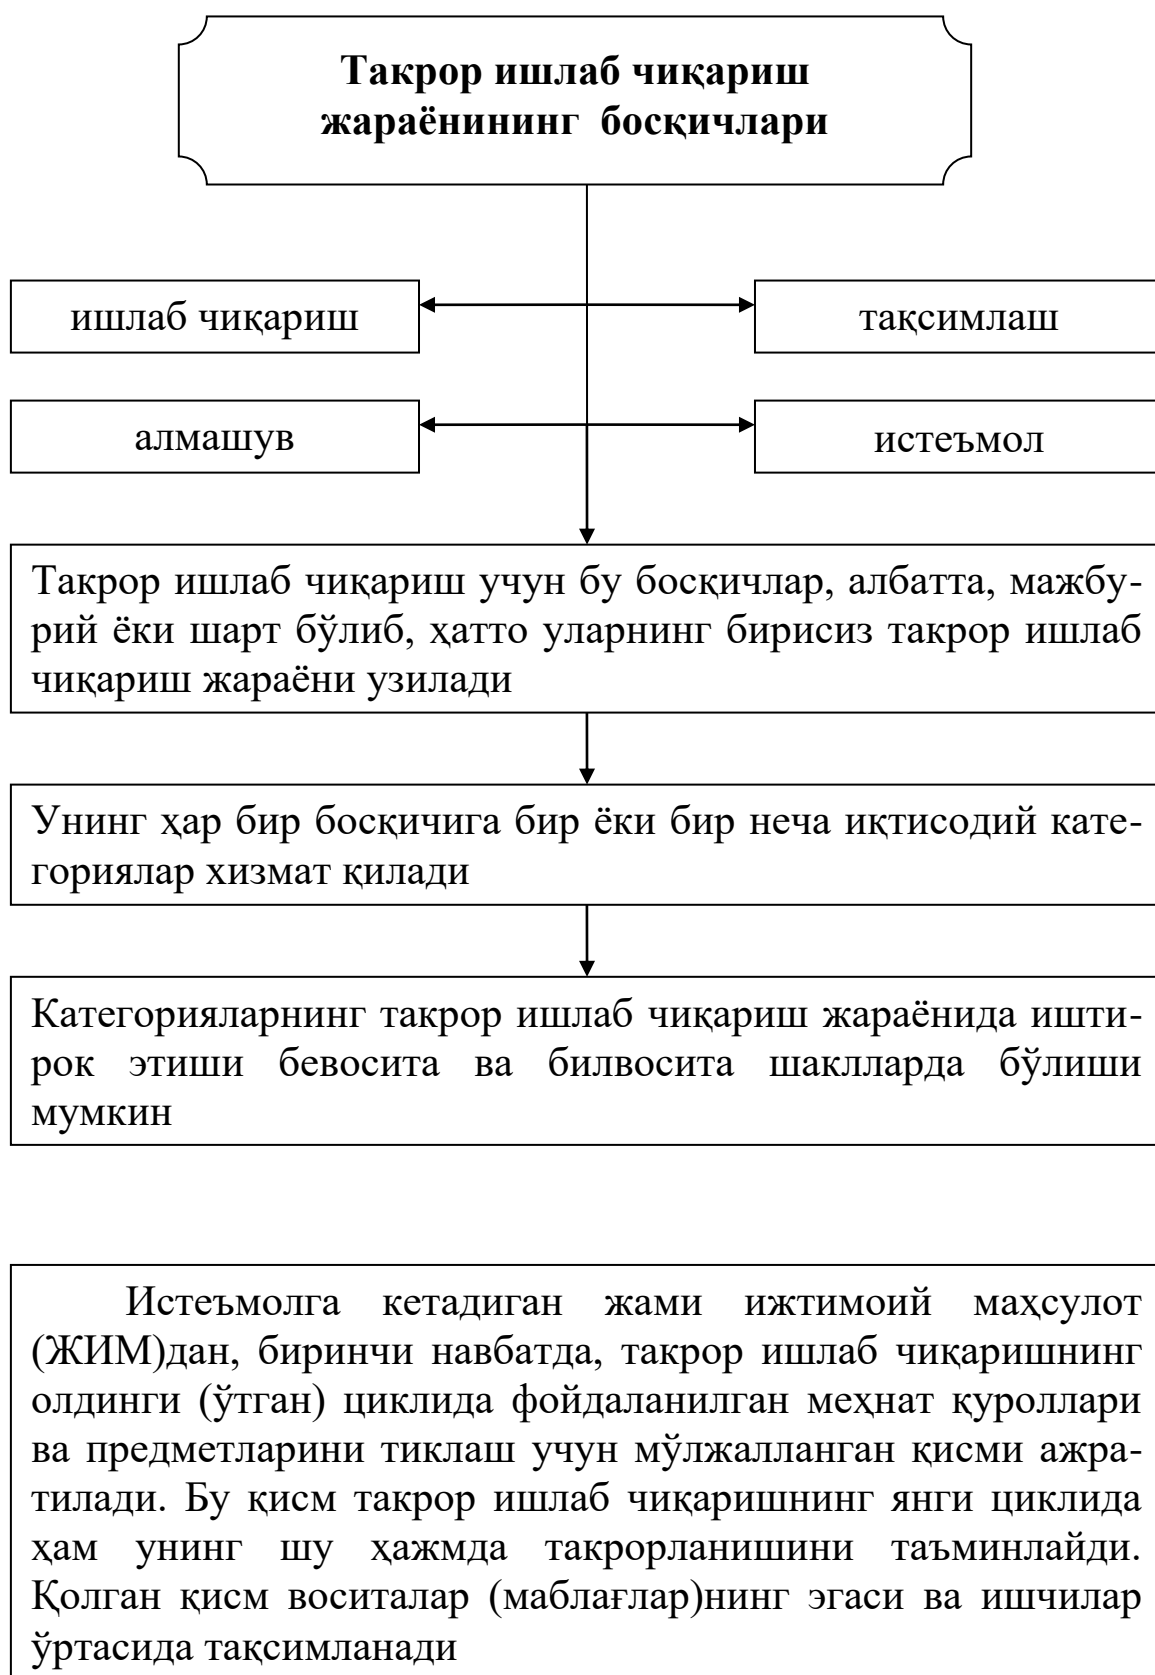 Такрор ишлаб чиқариш
жараёнининг босқичлари
ишлаб чиқариш
тақсимлаш
алмашув
истеъмол
Такрор ишлаб чиқариш учун бу босқичлар, албатта, мажбу-
рий ёки шарт бўлиб, ҳатто уларнинг бирисиз такрор ишлаб
чиқариш жараёни узилади
Унинг ҳар бир босқичига бир ёки бир неча иқтисодий кате-
гориялар хизмат қилади
Категорияларнинг такрор ишлаб чиқариш жараёнида ишти-
рок этиши бевосита ва билвосита шаклларда бўлиши
мумкин
Истеъмолга кетадиган жами ижтимоий маҳсулот
(ЖИМ)дан, биринчи навбатда, такрор ишлаб чиқаришнинг
олдинги (ўтган) циклида фойдаланилган меҳнат қуроллари
ва предметларини тиклаш учун мўлжалланган қисми ажра-
тилади. Бу қисм такрор ишлаб чиқаришнинг янги циклида
ҳам унинг шу ҳажмда такрорланишини таъминлайди.
Қолган қисм воситалар (маблағлар)нинг эгаси ва ишчилар
ўртасида тақсимланади